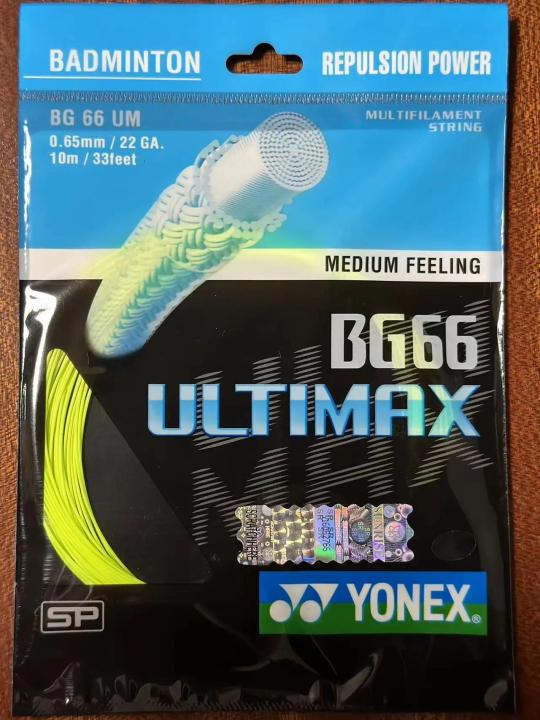 BADMINTON
REPULSION POWER
BG 66 UM
0.65mm / 22 GA.
10m / 33feet
MULTIFILAMENT
STRING
MEDIUM FEELING
BG66
ULTIMAX
SP
YONEX®